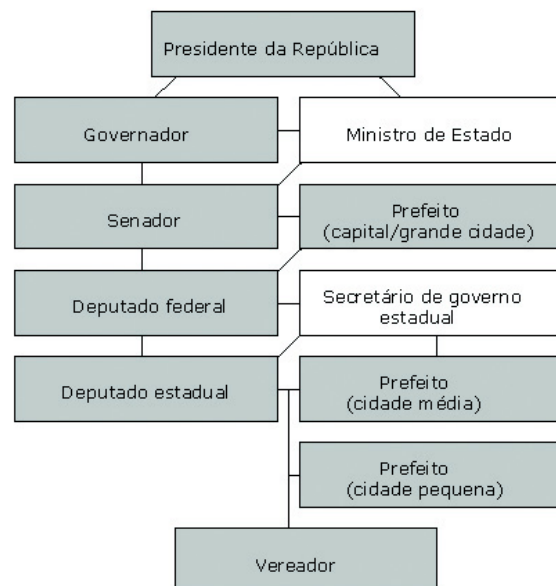 Presidente da República
Governador
Ministro de Estado
Senador
Prefeito
(capital/grande cidade)
Deputado federal
Secretário de governo
estadual
Deputado estadual
Prefeito
(cidade média)
Prefeito
(cidade pequena)
Vereador